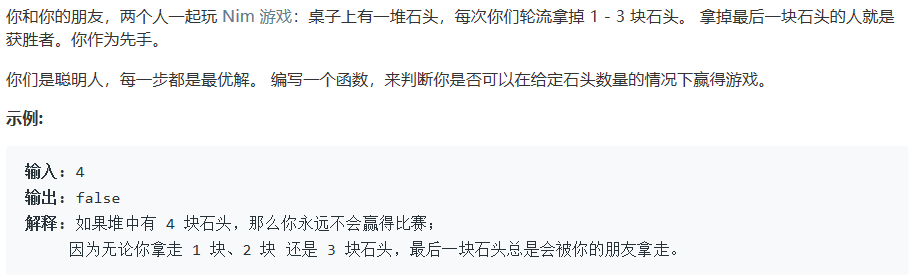 你和你的朋友，两个人一起玩 Nim 游戏：桌子上有一堆石头，每次你们轮流拿掉 1 - 3 块石头。 拿掉最后一块石头的人就是
获胜者。你作为先手。
你们是聪明人，每一步都是最优解。 编写一个函数，来判断你是否可以在给定石头数量的情况下赢得游戏。
示例:
输入: 4
输出: false
解释: 如果堆中有 4 块石头，那么你永远不会赢得比赛；
因为无论你拿走 1 块、2 块 还是 3 块石头，最后一块石头总是会被你的朋友拿走。